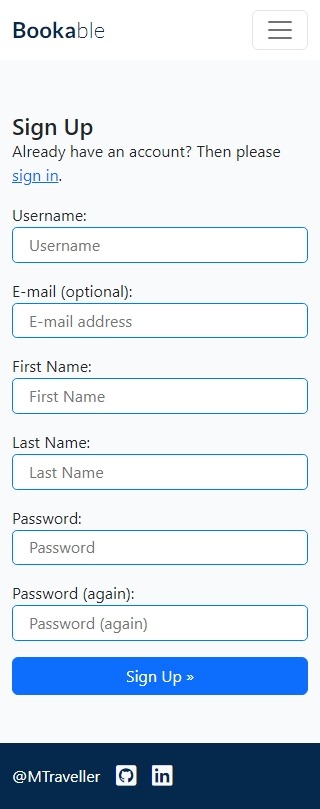 Bookable
Sign Up
Already have an account? Then please
sign in.
Username:
Username
E-mail (optional):
E-mail address
First Name:
First Name
Last Name:
Last Name
Password:
Password
Password (again):
Password (again)
Sign Up »
@MTraveller